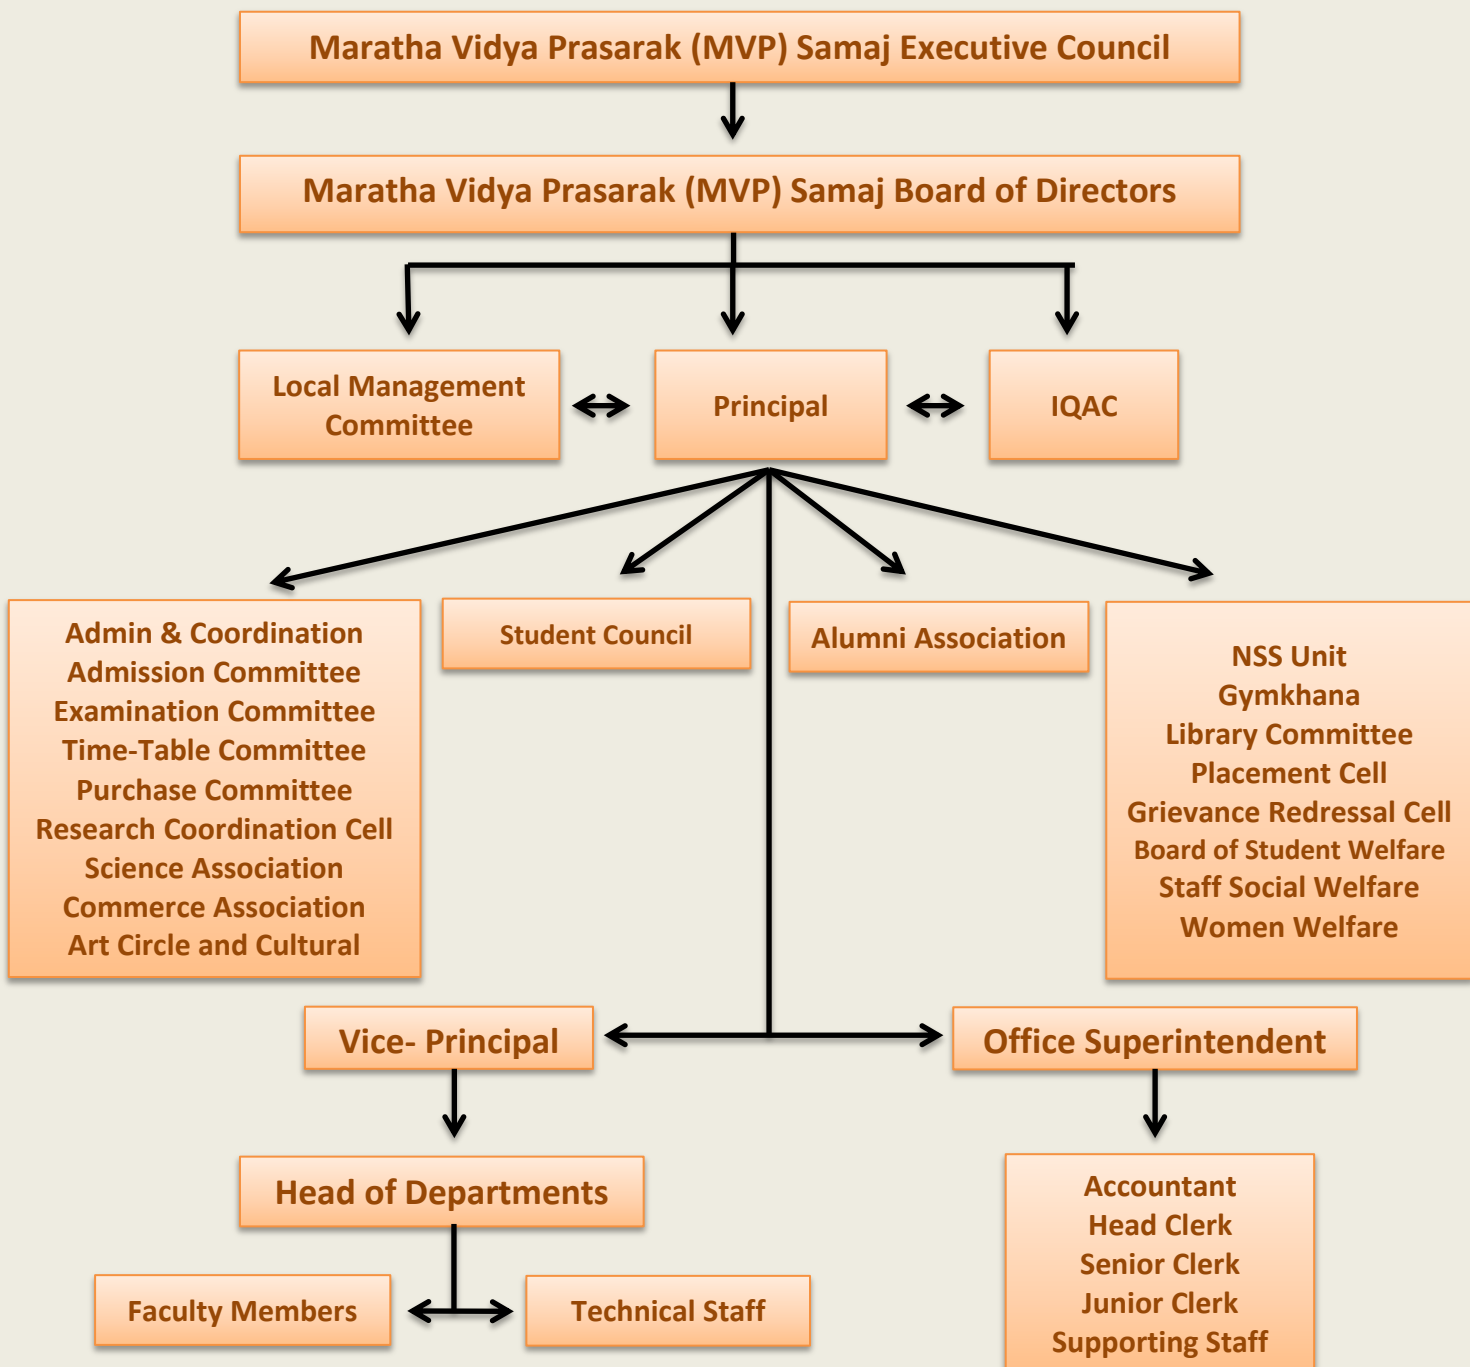 Maratha Vidya Prasarak (MVP) Samaj Executive Council
Maratha Vidya Prasarak (MVP) Samaj Board of Directors
Local Management
Committee
Principal
IQAC
Admin & Coordination
Admission Committee
Examination Committee
Time-Table Committee
Purchase Committee
Research Coordination Cell
Science Association
Commerce Association
Art Circle and Cultural
Student Council
Alumni Association
NSS Unit
Gymkhana
Library Committee
Placement Cell
Grievance Redressal Cell
Board of Student Welfare
Staff Social Welfare
Women Welfare
Vice- Principal
Office Superintendent
Head of Departments
Faculty Members
Technical Staff
Accountant
Head Clerk
Senior Clerk
Junior Clerk
Supporting Staff